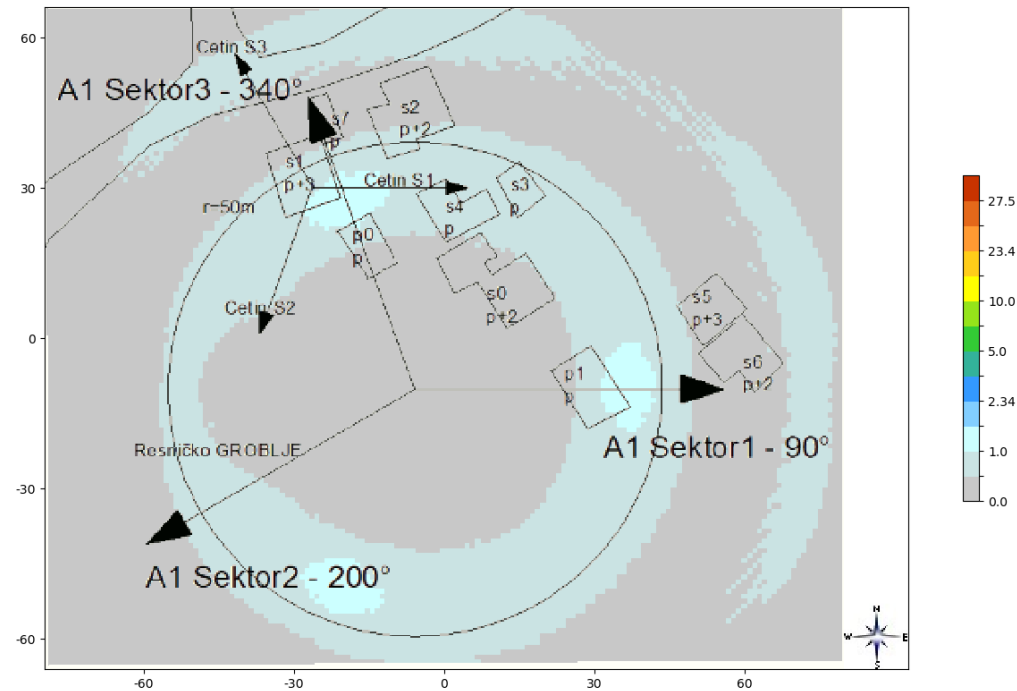 60
Cetin S3
A1 Sektor3 - 340°
s7
p
s2
p+2
s1
p+3
Cetin S1
s3
p
30
r=50m
s4
p
p0
p
s0
p+2
Cetin S2
s5
p+3
0
s6
p+2
p1
p
A1 Sektor1 - 90°
Resničko GROBLJE
-30
A1 Sektor2 - 200°
-60
-60
-30
0
30
60
27.5
23.4
10.0
5.0
2.34
1.0
0.0
N
W
E
S